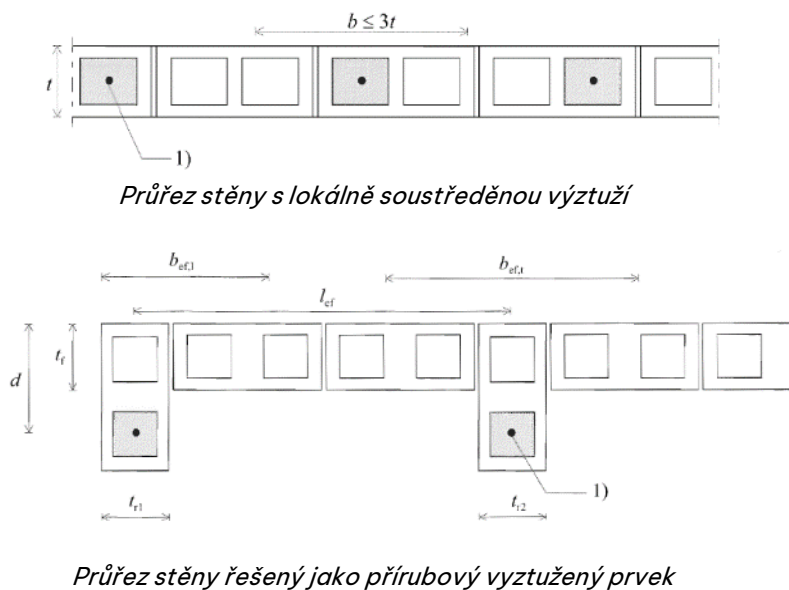 b ≤ 3t
t
1)
Průřez stěny s lokálně soustředěnou výztuží
b_ef,l
b_ef,t
l_ef
t_f
d
1)
t_r1
t_r2
Průřez stěny řešený jako přírubový vyztužený prvek